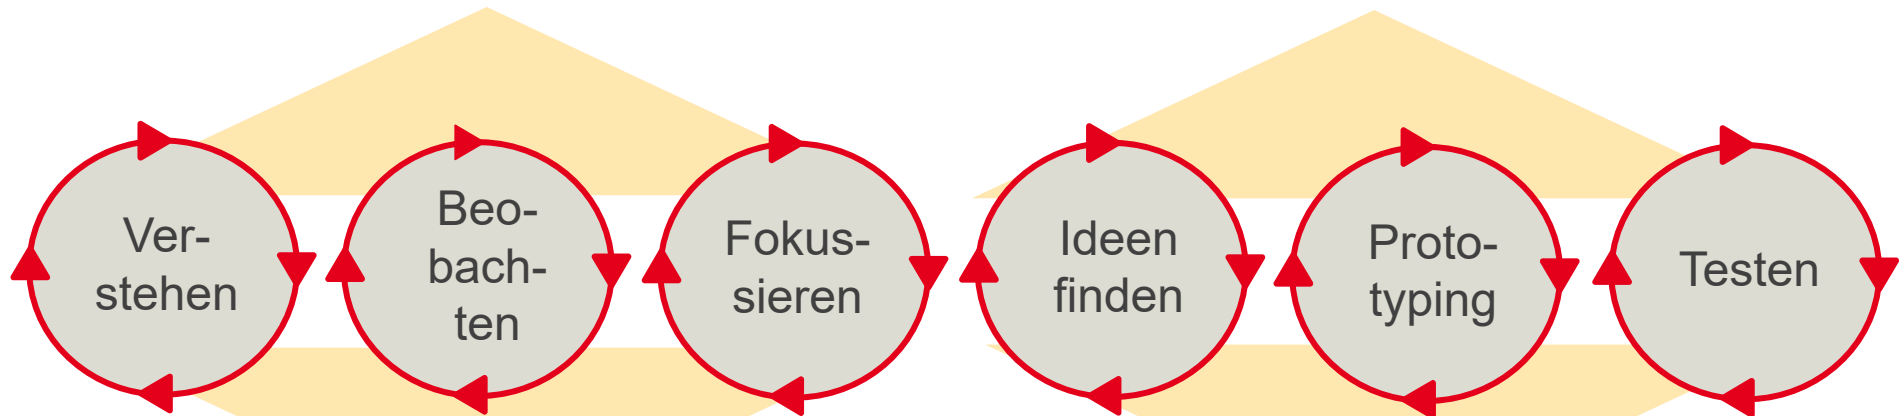 Ver-
stehen
Beo-
bach-
ten
Fokus-
sieren
Ideen
finden
Proto-
typing
Testen